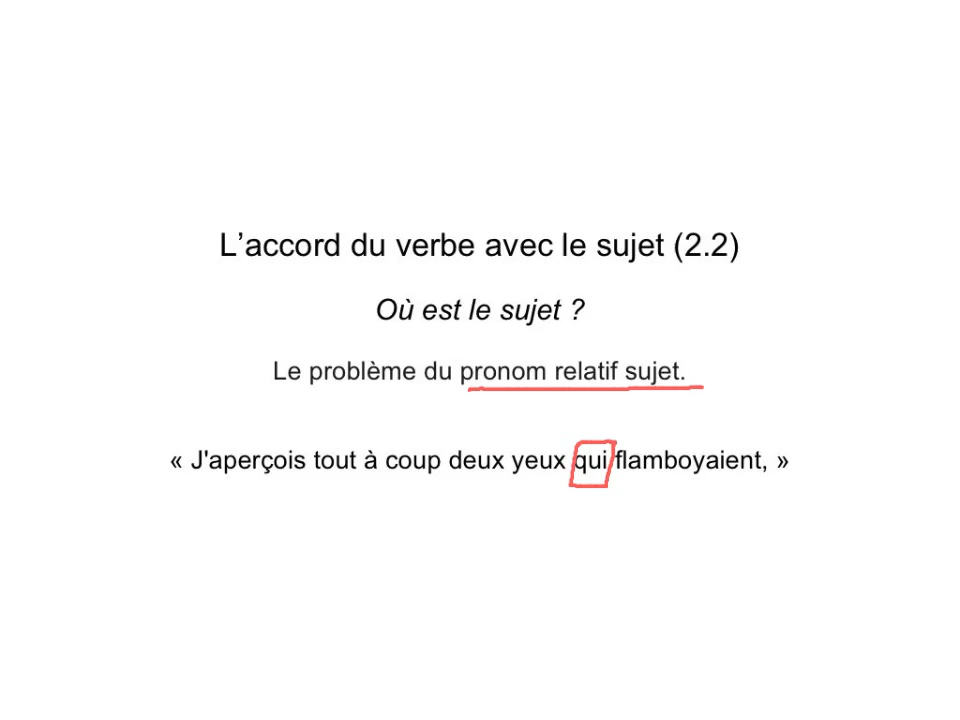 L’accord du verbe avec le sujet (2.2)
Où est le sujet ?
Le problème du pronom relatif sujet.
« J'aperçois tout à coup deux yeux qui flamboyaient, »